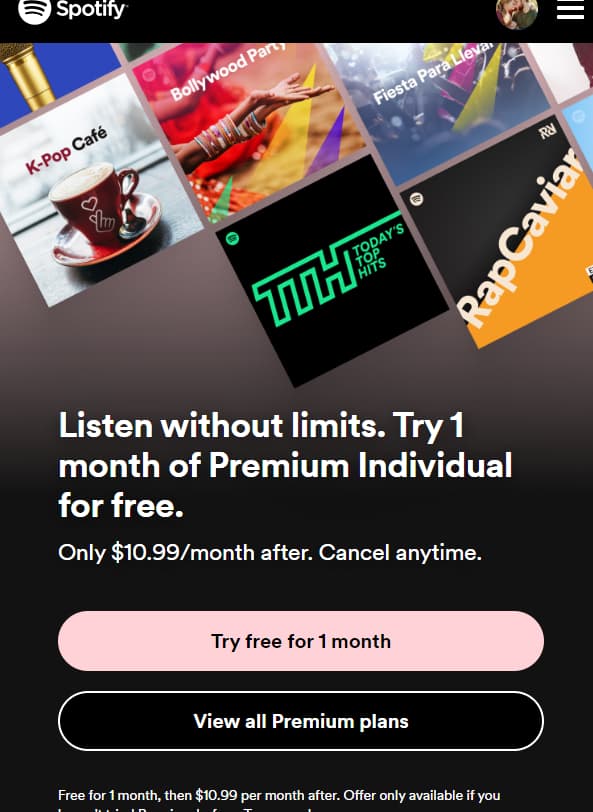 Spotify
Bollywood Party
Fiesta Para Llevar
K-Pop Café
RapCaviar
TTH TODAY'S
TOP
HITS
Listen without limits. Try 1
month of Premium Individual
for free.
Only $10.99/month after. Cancel anytime.
Try free for 1 month
View all Premium plans
Free for 1 month, then $10.99 per month after. Offer only available if you